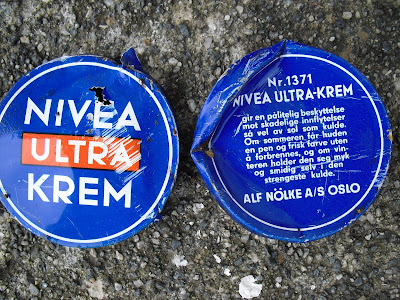 NIVEA
ULTRA
KREM
Nr. 1371
NIVEA ULTRA-KREM
gir en pålitelig beskyttelse
mot skadelige innflytelser
så vel av sol som kulde.
Om sommeren får huden
en pen og frisk farve uten
å forbrennes, og om vin-
teren holder den seg myk
og smidig selv i den
strengeste kulde.
ALF NÖLKE A/S OSLO